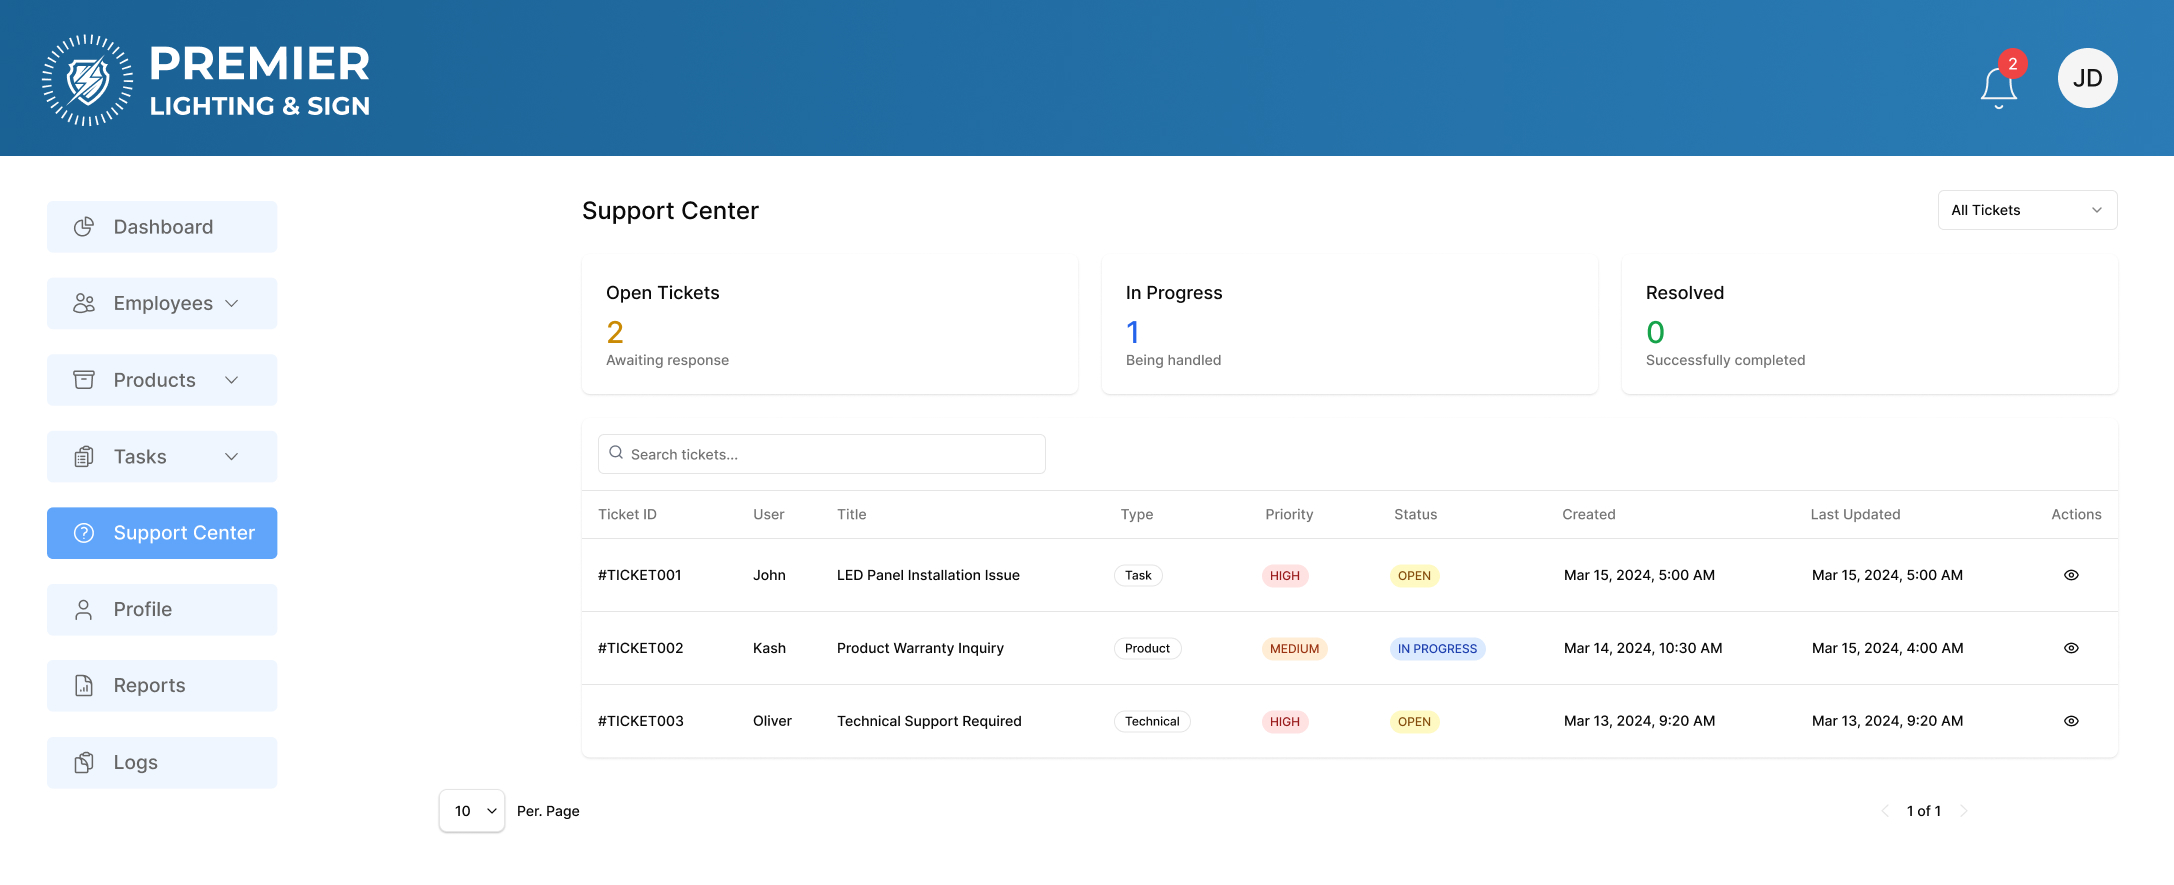 PREMIER
LIGHTING & SIGN
2
JD
Dashboard
Employees
Products
Tasks
Support Center
Profile
Reports
Logs
Support Center
All Tickets
Open Tickets
2
Awaiting response
In Progress
1
Being handled
Resolved
0
Successfully completed
Search tickets...
Ticket ID User Title Type Priority Status Created Last Updated Actions
#TICKET001 John LED Panel Installation Issue Task HIGH OPEN Mar 15, 2024, 5:00 AM Mar 15, 2024, 5:00 AM
#TICKET002 Kash Product Warranty Inquiry Product MEDIUM IN PROGRESS Mar 14, 2024, 10:30 AM Mar 15, 2024, 4:00 AM
#TICKET003 Oliver Technical Support Required Technical HIGH OPEN Mar 13, 2024, 9:20 AM Mar 13, 2024, 9:20 AM
10 Per. Page
1 of 1